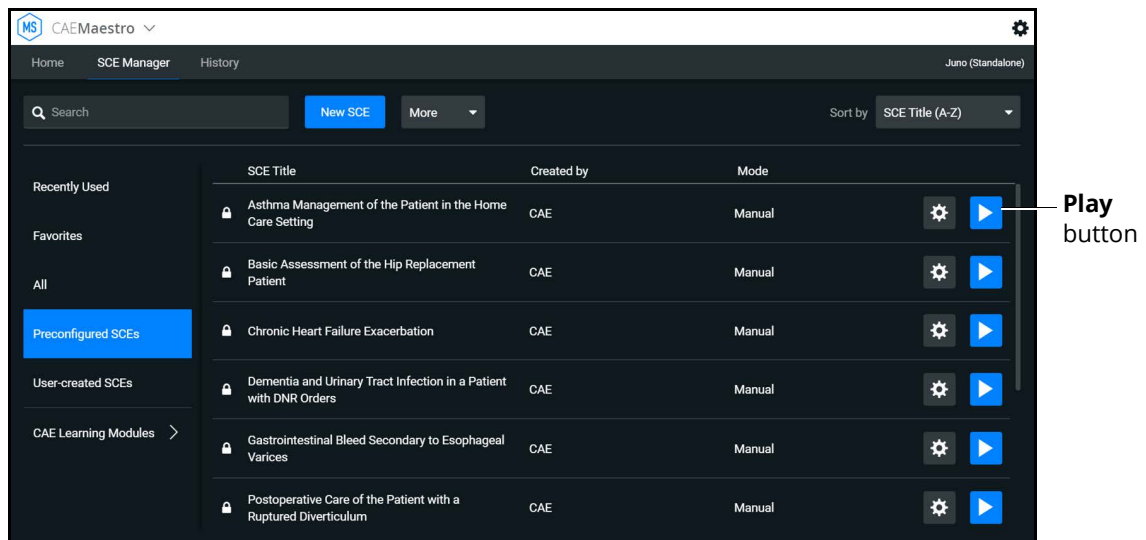 MS CAEMaestro
Home SCE Manager History Juno (Standalone)
Search New SCE More Sort by SCE Title (A-Z)
SCE Title Created by Mode
Recently Used
Favorites
All
Preconfigured SCEs
User-created SCEs
CAE Learning Modules
Asthma Management of the Patient in the Home
Care Setting
CAE Manual
Basic Assessment of the Hip Replacement
Patient
CAE Manual
Chronic Heart Failure Exacerbation CAE Manual
Dementia and Urinary Tract Infection in a Patient
with DNR Orders
CAE Manual
Gastrointestinal Bleed Secondary to Esophageal
Varices
CAE Manual
Postoperative Care of the Patient with a
Ruptured Diverticulum
CAE Manual
Play
button